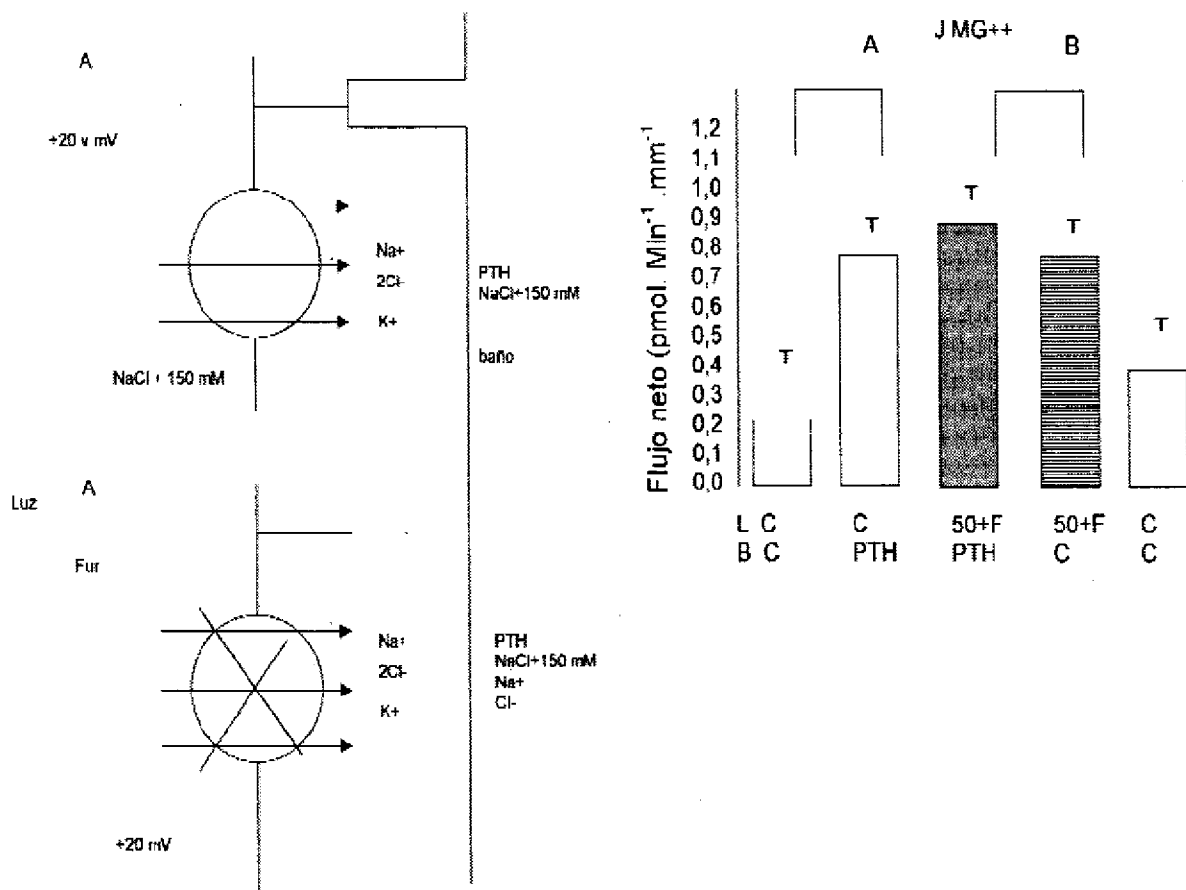 A
+20 v mV
Na+
2Cl-
K+
PTH
NaCl+150 mM
baño
NaCl + 150 mM
Luz
A
Fur
Na+
2Cl-
K+
PTH
NaCl+150 mM
Na+
Cl-
+20 mV
J MG++
A
B
Flujo neto (pmol. Min-1 .mm-1
1,2
1,1
1,0
0,9
0,8
0,7
0,6
0,5
0,4
0,3
0,2
0,1
0,0
L C C 50+F 50+F C
B C PTH PTH C C